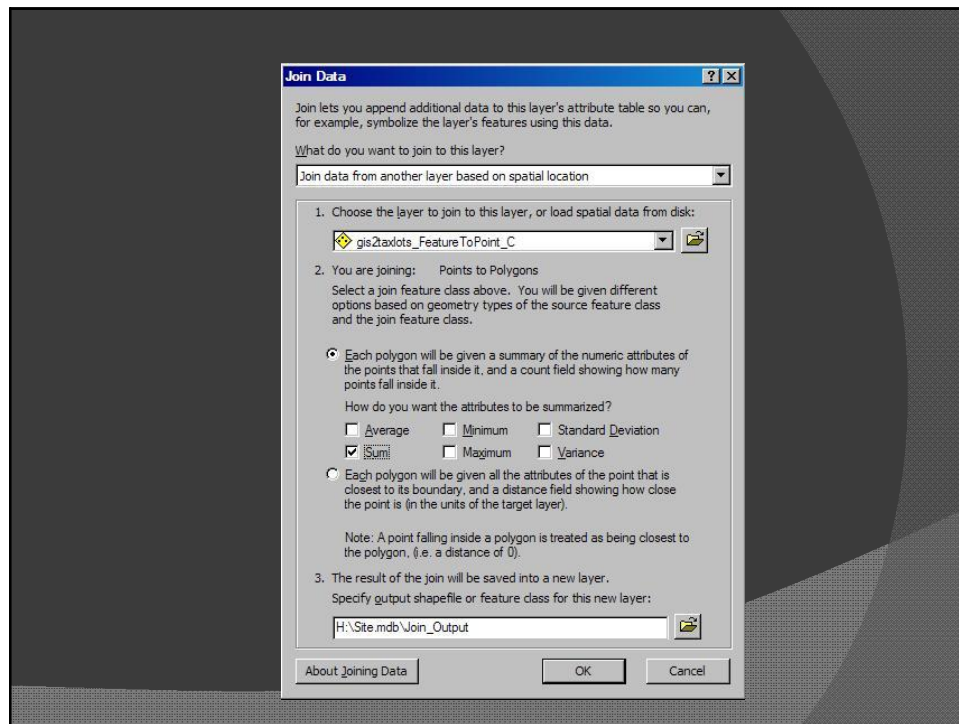 Join Data
Join lets you append additional data to this layer's attribute table so you can,
for example, symbolize the layer's features using this data.
What do you want to join to this layer?
Join data from another layer based on spatial location
1. Choose the layer to join to this layer, or load spatial data from disk:
gis2taxlots_FeatureToPoint_C
2. You are joining: Points to Polygons
Select a join feature class above. You will be given different
options based on geometry types of the source feature class
and the join feature class.
Each polygon will be given a summary of the numeric attributes of
the points that fall inside it, and a count field showing how many
points fall inside it.
How do you want the attributes to be summarized?
Average Minimum Standard Deviation
Sum Maximum Variance
Each polygon will be given all the attributes of the point that is
closest to its boundary, and a distance field showing how close
the point is (in the units of the target layer).
Note: A point falling inside a polygon is treated as being closest to
the polygon, (i.e. a distance of 0).
3. The result of the join will be saved into a new layer.
Specify output shapefile or feature class for this new layer:
H:\Site.mdb\Join_Output
About Joining Data OK Cancel